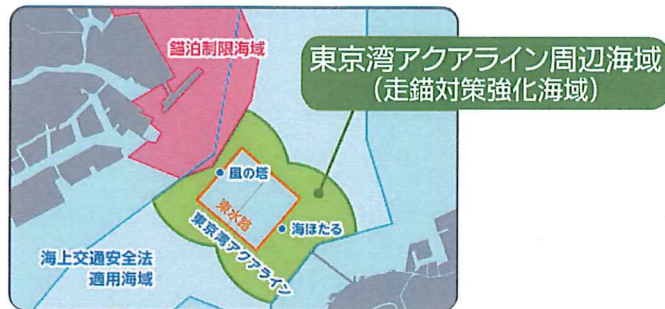 錨泊制限海域
東京湾アクアライン周辺海域
(走錨対策強化海域)
風の塔
東水路
海ほたる
東京湾アクアライン
海上交通安全法
適用海域